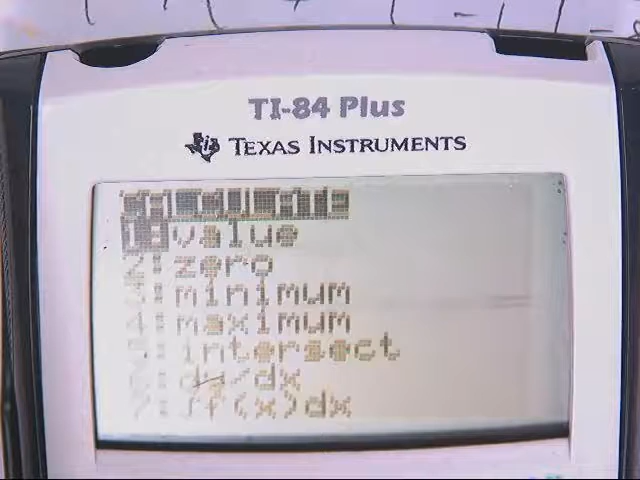 TI-84 Plus
TEXAS INSTRUMENTS
CALCULATE
1:value
2:zero
3:minimum
4:maximum
5:intersect
6:dy/dx
7:∫f(x)dx